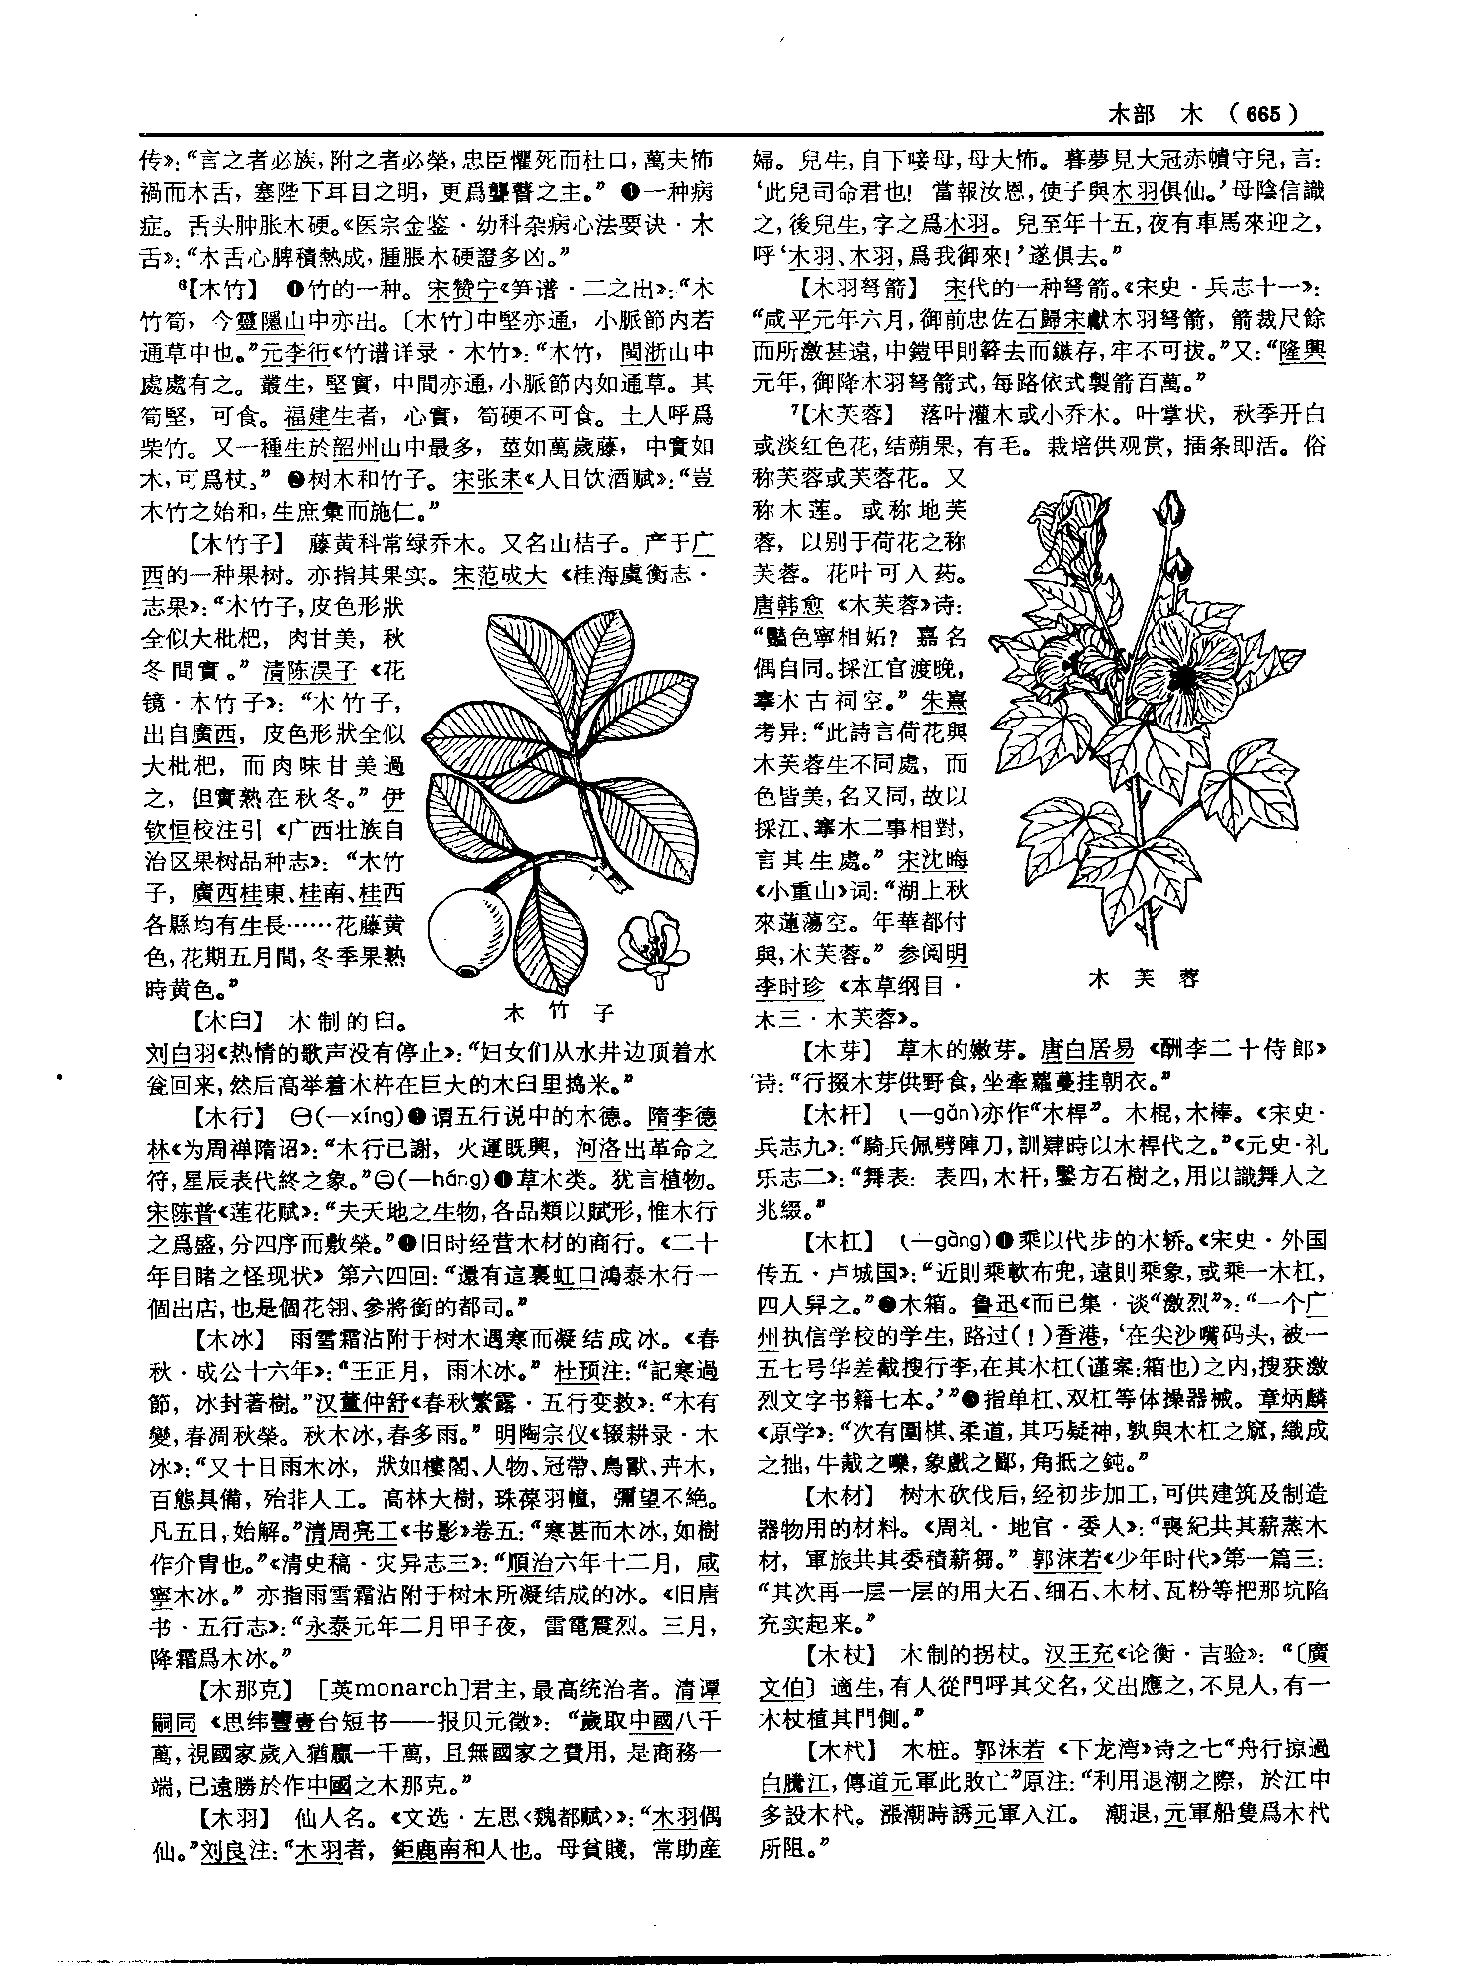 木部　木　（665）
传》：“言之者必族，附之者必榮，忠臣懼死而杜口，萬夫怖
禍而木舌，塞陛下耳目之明，更爲聾瞽之主。”❹一种病
症。舌头肿胀木硬。《医宗金鉴·幼科杂病心法要诀·木
舌》：“木舌心脾積熱成，腫脹木硬證多凶。”
⁶【木竹】　❶竹的一种。宋赞宁《笋谱·二之出》：“木
竹筍，今靈隱山中亦出。〔木竹〕中堅亦通，小脈節内若
通草中也。”元李衎《竹谱详录·木竹》：“木竹，閩浙山中
處處有之。叢生，堅實，中間亦通，小脈節内如通草。其
筍堅，可食。福建生者，心實，筍硬不可食。土人呼爲
柴竹。又一種生於韶州山中最多，莖如萬歲藤，中實如
木，可爲杖。”❷树木和竹子。宋张耒《人日饮酒赋》：“豈
木竹之始和，生庶彙而施仁。”
【木竹子】　藤黄科常绿乔木。又名山桔子。产于广
西的一种果树。亦指其果实。宋范成大《桂海虞衡志·
志果》：“木竹子，皮色形狀
全似大枇杷，肉甘美，秋
冬間實。”清陈淏子《花
镜·木竹子》：“木竹子，
出自廣西，皮色形狀全似
大枇杷，而肉味甘美過
之，但實熟在秋冬。”伊
钦恒校注引《广西壮族自
治区果树品种志》：“木竹
子，廣西桂東、桂南、桂西
各縣均有生長……花藤黄
色，花期五月間，冬季果熟
時黄色。”
木竹子
【木臼】　木制的臼。
刘白羽《热情的歌声没有停止》：“妇女们从水井边顶着水
瓮回来，然后高举着木杵在巨大的木臼里捣米。”
【木行】　㊀（—xíng）❶谓五行说中的木德。隋李德
林《为周禅隋诏》：“木行已謝，火運既興，河洛出革命之
符，星辰表代終之象。”㊁（—háng）❶草木类。犹言植物。
宋陈普《莲花赋》：“夫天地之生物，各品類以賦形，惟木行
之爲盛，分四序而敷榮。”❷旧时经营木材的商行。《二十
年目睹之怪现状》第六四回：“還有這裏虹口鴻泰木行一
個出店，也是個花翎、參將銜的都司。”
【木冰】　雨雪霜沾附于树木遇寒而凝结成冰。《春
秋·成公十六年》：“王正月，雨木冰。”杜预注：“記寒過
節，冰封著樹。”汉董仲舒《春秋繁露·五行变救》：“木有
變，春凋秋榮。秋木冰，春多雨。”明陶宗仪《辍耕录·木
冰》：“又十日雨木冰，狀如樓閣、人物、冠帶、鳥獸、卉木，
百態具備，殆非人工。高林大樹，珠葆羽幢，彌望不絶。
凡五日，始解。”清周亮工《书影》卷五：“寒甚而木冰，如樹
作介胄也。”《清史稿·灾异志三》：“順治六年十二月，咸
寧木冰。”亦指雨雪霜沾附于树木所凝结成的冰。《旧唐
书·五行志》：“永泰元年二月甲子夜，雷電震烈。三月，
降霜爲木冰。”
【木那克】　［英monarch］君主，最高统治者。清谭
嗣同《思纬壹台短书——报贝元徵》：“歲取中國八千
萬，視國家歲入猶贏一千萬，且無國家之費用，是商務一
端，已遠勝於作中國之木那克。”
【木羽】　仙人名。《文选·左思〈魏都赋〉》：“木羽偶
仙。”刘良注：“木羽者，鉅鹿南和人也。母貧賤，常助産
婦。兒生，自下唼母，母大怖。暮夢見大冠赤幘守兒，言：
‘此兒司命君也！當報汝恩，使子與木羽俱仙。’母陰信識
之，後兒生，字之爲木羽。兒至年十五，夜有車馬來迎之，
呼‘木羽、木羽，爲我御來！’遂俱去。”
【木羽弩箭】　宋代的一种弩箭。《宋史·兵志十一》：
“咸平元年六月，御前忠佐石歸宋獻木羽弩箭，箭裁尺餘
而所激甚遠，中鎧甲則簳去而鏃存，牢不可拔。”又：“隆興
元年，御降木羽弩箭式，每路依式製箭百萬。”
⁷【木芙蓉】　落叶灌木或小乔木。叶掌状，秋季开白
或淡红色花，结蒴果，有毛。栽培供观赏，插条即活。俗
称芙蓉或芙蓉花。又
称木莲。或称地芙
蓉，以别于荷花之称
芙蓉。花叶可入药。
唐韩愈《木芙蓉》诗：
“豔色寧相妬？嘉名
偶自同。採江官渡晚，
搴木古祠空。”朱熹
考异：“此詩言荷花與
木芙蓉生不同處，而
色皆美，名又同，故以
採江、搴木二事相對，
言其生處。”宋沈晦
《小重山》词：“湖上秋
來蓮蕩空。年華都付
與，木芙蓉。”参阅明
李时珍《本草纲目·
木三·木芙蓉》。
木芙蓉
【木芽】　草木的嫩芽。唐白居易《酬李二十侍郎》
诗：“行掇木芽供野食，坐牽蘿蔓挂朝衣。”
【木杆】　（—gǎn）亦作“木桿”。木棍，木棒。《宋史·
兵志九》：“騎兵佩劈陣刀，訓肄時以木桿代之。”《元史·礼
乐志二》：“舞表：表四，木杆，鑿方石樹之，用以識舞人之
兆缀。”
【木杠】　（—gàng）❶乘以代步的木轿。《宋史·外国
传五·卢城国》：“近則乘軟布兜，遠則乘象，或乘一木杠，
四人舁之。”❷木箱。鲁迅《而已集·谈“激烈”》：“一个广
州执信学校的学生，路过（！）香港，‘在尖沙嘴码头，被一
五七号华差截搜行李，在其木杠（谨案：箱也）之内，搜获激
烈文字书籍七本。’”❸指单杠、双杠等体操器械。章炳麟
《原学》：“次有圍棋、柔道，其巧疑神，孰與木杠之窳，織成
之拙，牛戴之嚛，象戲之鄙，角抵之鈍。”
【木材】　树木砍伐后，经初步加工，可供建筑及制造
器物用的材料。《周礼·地官·委人》：“喪紀共其薪蒸木
材，軍旅共其委積薪芻。”郭沫若《少年时代》第一篇三：
“其次再一层一层的用大石、细石、木材、瓦粉等把那坑陷
充实起来。”
【木杖】　木制的拐杖。汉王充《论衡·吉验》：“〔廣
文伯〕適生，有人從門呼其父名，父出應之，不見人，有一
木杖植其門側。”
【木杙】　木桩。郭沫若《下龙湾》诗之七“舟行掠過
白騰江，傳道元軍此敗亡”原注：“利用退潮之際，於江中
多設木杙。漲潮時誘元軍入江。潮退，元軍船隻爲木杙
所阻。”